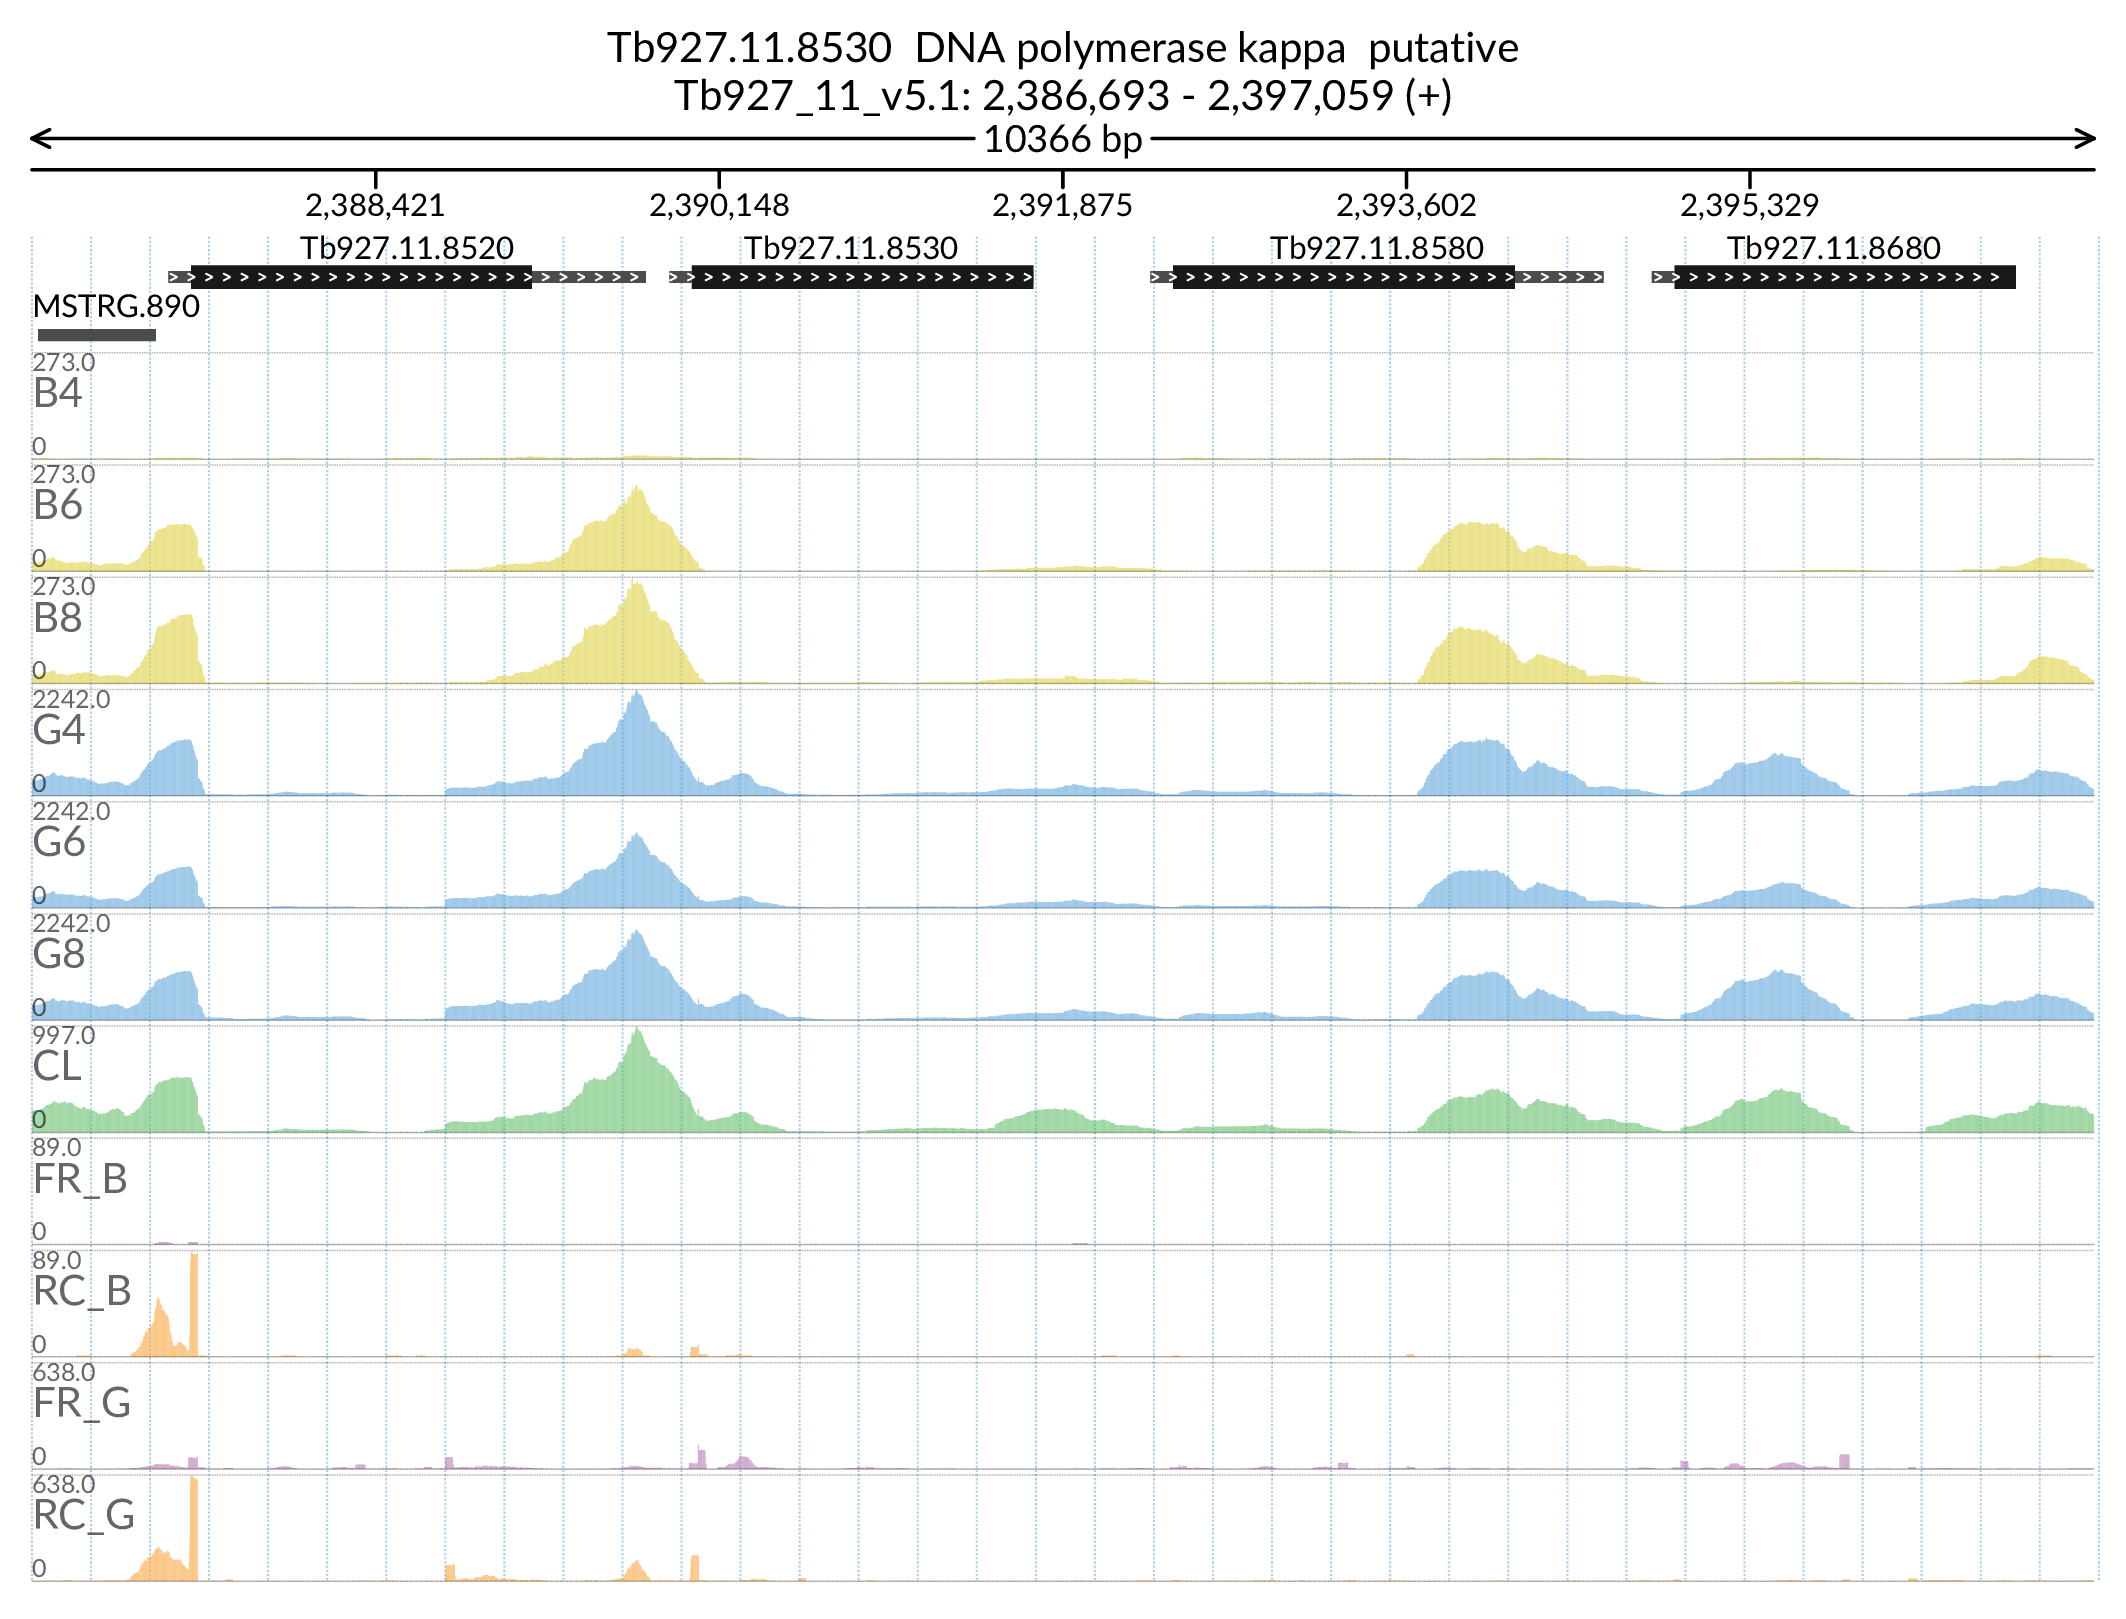 Tb927.11.8530  DNA polymerase kappa  putative
Tb927_11_v5.1: 2,386,693 - 2,397,059 (+)
10366 bp
2,388,421 2,390,148 2,391,875 2,393,602 2,395,329
Tb927.11.8520 Tb927.11.8530 Tb927.11.8580 Tb927.11.8680
MSTRG.890
273.0
B4
0
273.0
B6
0
273.0
B8
0
2242.0
G4
0
2242.0
G6
0
2242.0
G8
0
997.0
CL
0
89.0
FR_B
0
89.0
RC_B
0
638.0
FR_G
0
638.0
RC_G
0